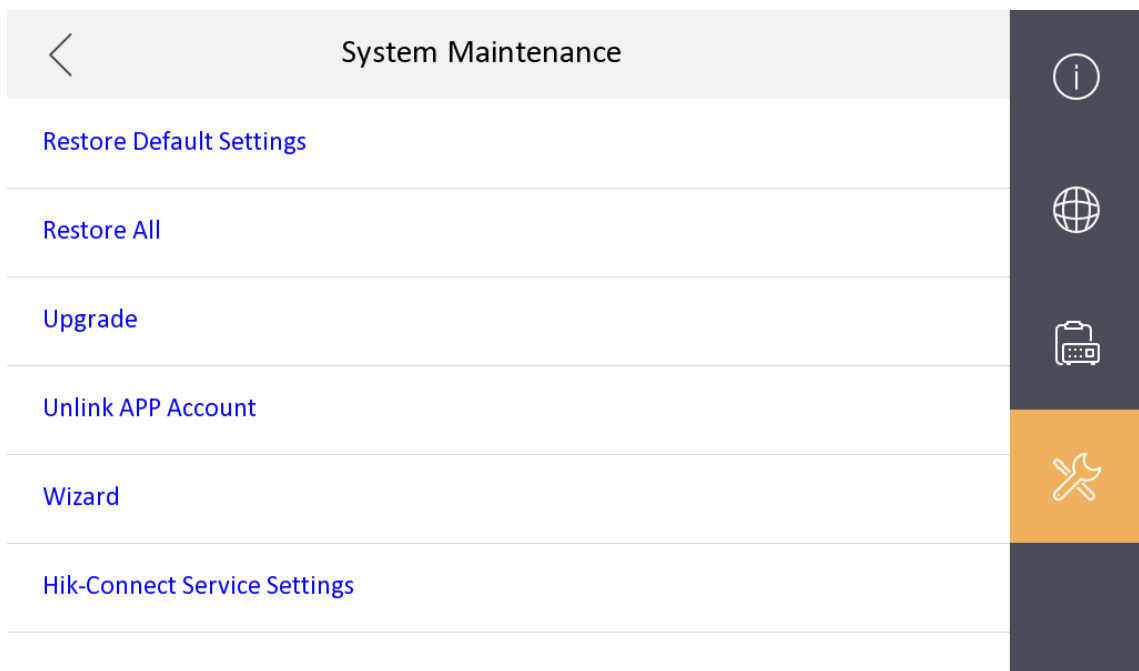 System Maintenance
Restore Default Settings
Restore All
Upgrade
Unlink APP Account
Wizard
Hik-Connect Service Settings